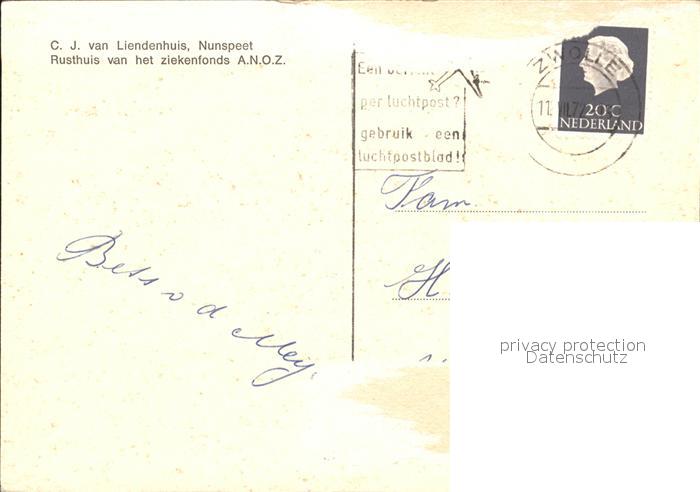 C. J. van Liendenhuis, Nunspeet
Rusthuis van het ziekenfonds A.N.O.Z.
Een
per luchtpost?
gebruik een
luchtpostblad!
ZWOLLE
20 C
NEDERLAND
Fam.
H
privacy protection
Datenschutz